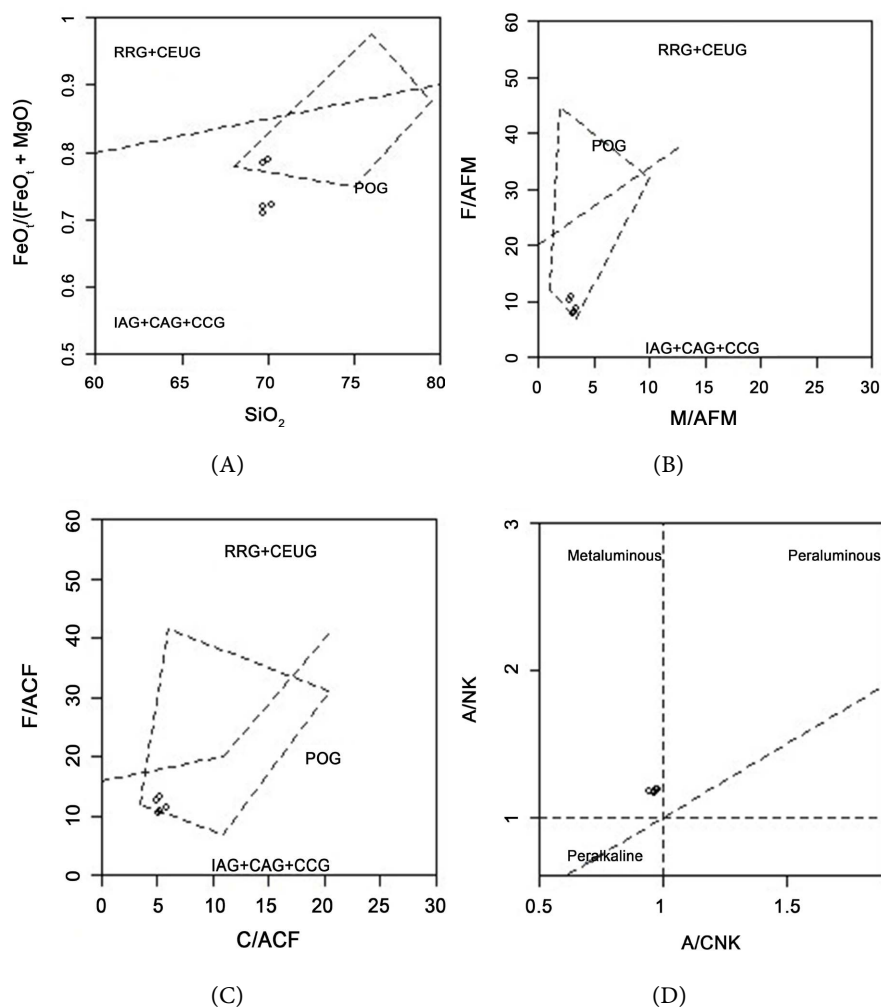 1
0.9
0.8
0.7
0.6
0.5
FeOt/(FeOt + MgO)
RRG+CEUG
POG
IAG+CAG+CCG
60 65 70 75 80
SiO2
(A)
60
50
40
30
20
10
0
F/AFM
RRG+CEUG
POG
IAG+CAG+CCG
0 5 10 15 20 25 30
M/AFM
(B)
60
50
40
30
20
10
0
F/ACF
RRG+CEUG
POG
IAG+CAG+CCG
0 5 10 15 20 25 30
C/ACF
(C)
3
2
1
A/NK
Metaluminous Peraluminous
Peralkaline
0.5 1 1.5
A/CNK
(D)